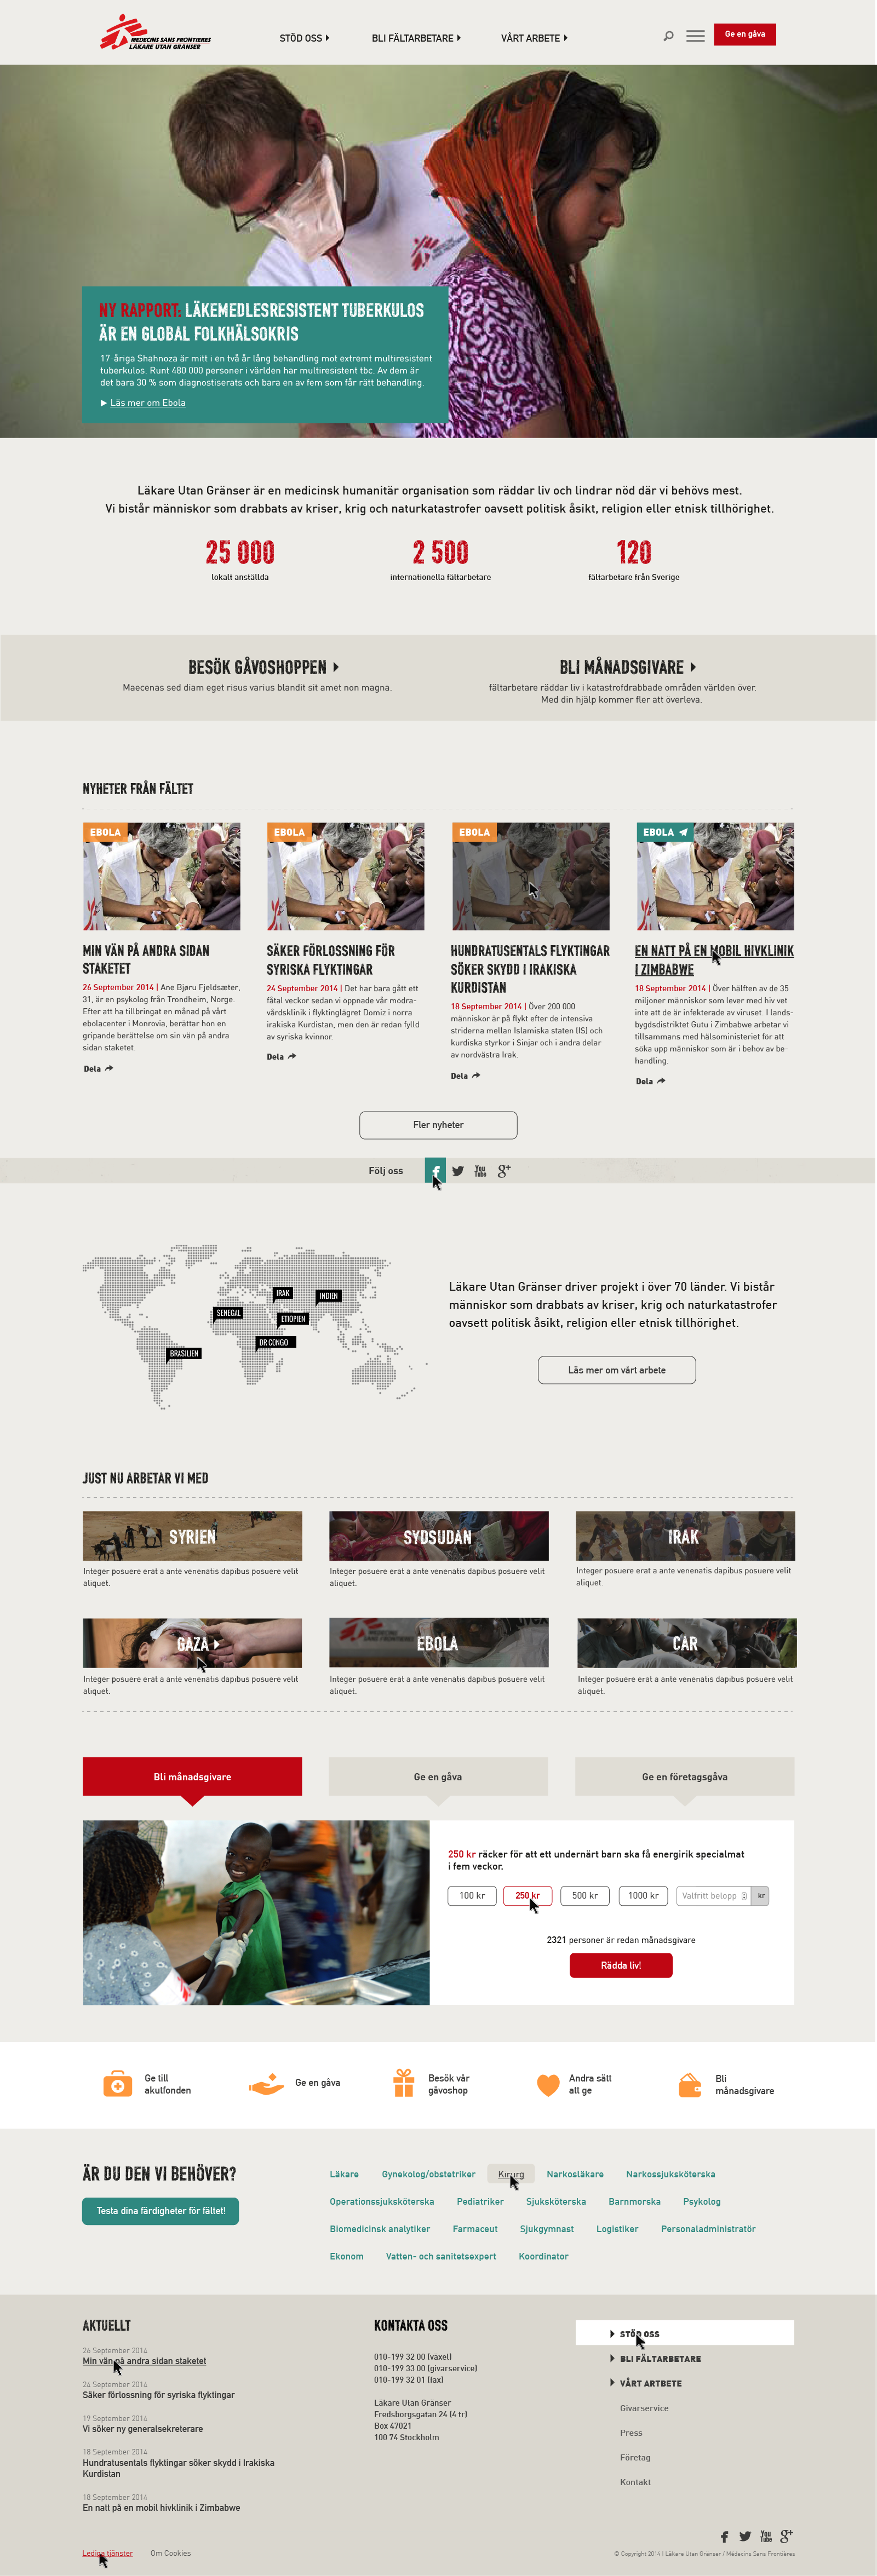 MEDECINS SANS FRONTIERES
LÄKARE UTAN GRÄNSER
STÖD OSS
BLI FÄLTARBETARE
VÅRT ARBETE
Ge en gåva
NY RAPPORT: LÄKEMEDLESRESISTENT TUBERKULOS
ÄR EN GLOBAL FOLKHÄLSOKRIS
17-åriga Shahnoza är mitt i en två år lång behandling mot extremt multiresistent
tuberkulos. Runt 480 000 personer i världen har multiresistent tbc. Av dem är
det bara 30 % som diagnostiserats och bara en av fem som får rätt behandling.
Läs mer om Ebola
Läkare Utan Gränser är en medicinsk humanitär organisation som räddar liv och lindrar nöd där vi behövs mest.
Vi bistår människor som drabbats av kriser, krig och naturkatastrofer oavsett politisk åsikt, religion eller etnisk tillhörighet.
25 000
lokalt anställda
2 500
internationella fältarbetare
120
fältarbetare från Sverige
BESÖK GÅVOSHOPPEN
Maecenas sed diam eget risus varius blandit sit amet non magna.
BLI MÅNADSGIVARE
fältarbetare räddar liv i katastrofdrabbade områden världen över.
Med din hjälp kommer fler att överleva.
NYHETER FRÅN FÄLTET
EBOLA
MIN VÄN PÅ ANDRA SIDAN
STAKETET
26 September 2014 | Ane Bjøru Fjeldsæter,
31, är en psykolog från Trondheim, Norge.
Efter att ha tillbringat en månad på vårt
ebolacenter i Monrovia, berättar hon en
gripande berättelse om sin vän på andra
sidan staketet.
Dela
EBOLA
SÄKER FÖRLOSSNING FÖR
SYRISKA FLYKTINGAR
24 September 2014 | Det har bara gått ett
fåtal veckor sedan vi öppnade vår mödra-
vårdsklinik i flyktinglägret Domiz i norra
irakiska Kurdistan, men den är redan fylld
av syriska kvinnor.
Dela
EBOLA
HUNDRATUSENTALS FLYKTINGAR
SÖKER SKYDD I IRAKISKA
KURDISTAN
18 September 2014 | Över 200 000
människor är på flykt efter de intensiva
striderna mellan Islamiska staten (IS) och
kurdiska styrkor i Sinjar och i andra delar
av nordvästra Irak.
Dela
EBOLA
EN NATT PÅ EN MOBIL HIVKLINIK
I ZIMBABWE
18 September 2014 | Över hälften av de 35
miljoner människor som lever med hiv vet
inte att de är infekterade av viruset. I lands-
bygdsdistriktet Gutu i Zimbabwe arbetar vi
tillsammans med hälsoministeriet för att
söka upp människor som är i behov av be-
handling.
Dela
Fler nyheter
Följ oss
You
Tube
IRAK
INDIEN
SENEGAL
ETIOPIEN
DR CONGO
BRASILIEN
Läkare Utan Gränser driver projekt i över 70 länder. Vi bistår
människor som drabbats av kriser, krig och naturkatastrofer
oavsett politisk åsikt, religion eller etnisk tillhörighet.
Läs mer om vårt arbete
JUST NU ARBETAR VI MED
SYRIEN
Integer posuere erat a ante venenatis dapibus posuere velit
aliquet.
SYDSUDAN
Integer posuere erat a ante venenatis dapibus posuere velit
aliquet.
IRAK
Integer posuere erat a ante venenatis dapibus posuere velit
aliquet.
GAZA
Integer posuere erat a ante venenatis dapibus posuere velit
aliquet.
EBOLA
Integer posuere erat a ante venenatis dapibus posuere velit
aliquet.
CAR
Integer posuere erat a ante venenatis dapibus posuere velit
aliquet.
Bli månadsgivare
Ge en gåva
Ge en företagsgåva
250 kr räcker för att ett undernärt barn ska få energirik specialmat
i fem veckor.
100 kr
250 kr
500 kr
1000 kr
Valfritt belopp
kr
2321 personer är redan månadsgivare
Rädda liv!
Ge till
akutfonden
Ge en gåva
Besök vår
gåvoshop
Andra sätt
att ge
Bli
månadsgivare
ÄR DU DEN VI BEHÖVER?
Testa dina färdigheter för fältet!
Läkare Gynekolog/obstetriker Kirurg Narkosläkare Narkossjuksköterska
Operationssjuksköterska Pediatriker Sjuksköterska Barnmorska Psykolog
Biomedicinsk analytiker Farmaceut Sjukgymnast Logistiker Personaladministratör
Ekonom Vatten- och sanitetsexpert Koordinator
AKTUELLT
26 September 2014
Min vän på andra sidan staketet
24 September 2014
Säker förlossning för syriska flyktingar
19 September 2014
Vi söker ny generalsekreterare
18 September 2014
Hundratusentals flyktingar söker skydd i Irakiska
Kurdistan
18 September 2014
En natt på en mobil hivklinik i Zimbabwe
KONTAKTA OSS
010-199 32 00 (växel)
010-199 33 00 (givarservice)
010-199 32 01 (fax)
Läkare Utan Gränser
Fredsborgsgatan 24 (4 tr)
Box 47021
100 74 Stockholm
STÖD OSS
BLI FÄLTARBETARE
VÅRT ARTBETE
Givarservice
Press
Företag
Kontakt
You
Tube
Lediga tjänster
Om Cookies
© Copyright 2014 | Läkare Utan Gränser / Médecins Sans Frontières